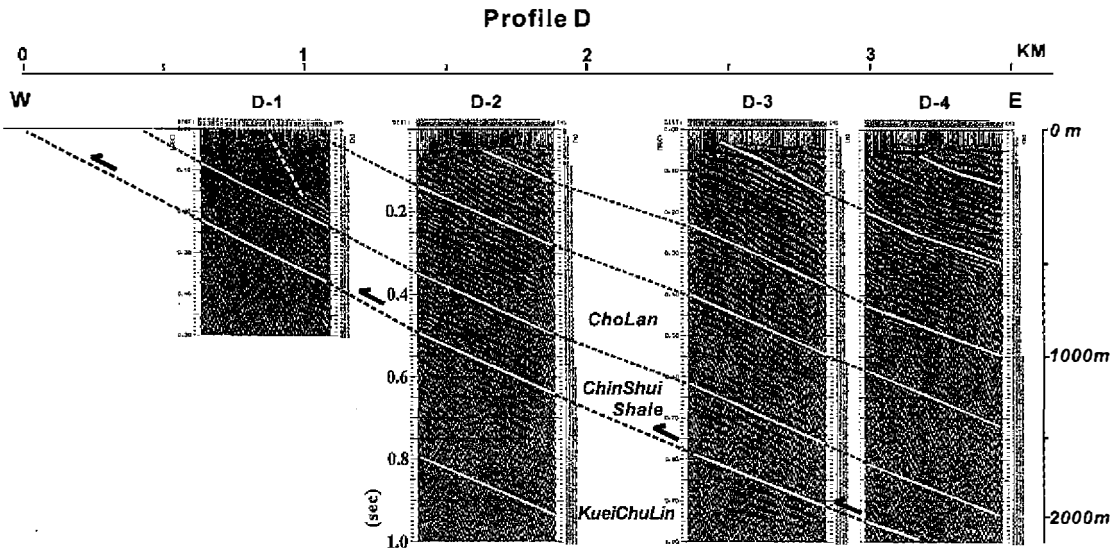 Profile D
0 1 2 3 KM
W D-1 D-2 D-3 D-4 E
0 m
0.2
0.4
ChoLan
1000m
0.6
ChinShui
Shale
0.8
KueiChuLin
(sec)
1.0
2000m